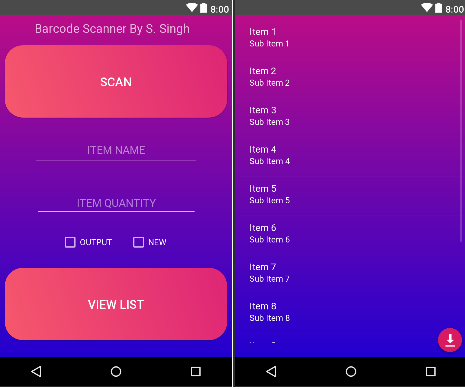 8:00
Barcode Scanner By S. Singh
SCAN
ITEM NAME
ITEM QUANTITY
OUTPUT NEW
VIEW LIST
8:00
Item 1
Sub Item 1
Item 2
Sub Item 2
Item 3
Sub Item 3
Item 4
Sub Item 4
Item 5
Sub Item 5
Item 6
Sub Item 6
Item 7
Sub Item 7
Item 8
Sub Item 8